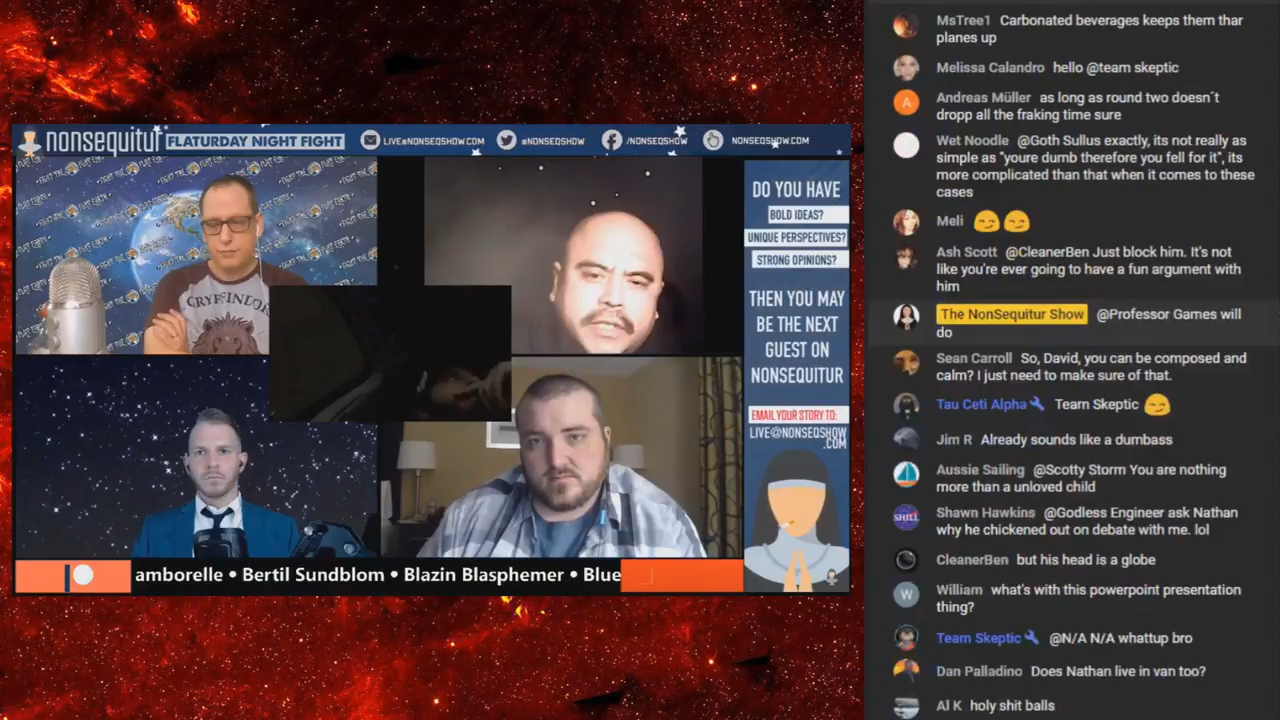 nonsequitur FLATURDAY NIGHT FIGHT LIVE@NONSEQSHOW.COM @NONSEQSHOW /NONSEQSHOW NONSEQSHOW.COM
FIGHT THE FLAT EARTH
GRYFFINDOR
DO YOU HAVE
BOLD IDEAS?
UNIQUE PERSPECTIVES?
STRONG OPINIONS?
THEN YOU MAY
BE THE NEXT
GUEST ON
NONSEQUITUR
EMAIL YOUR STORY TO:
LIVE@NONSEQSHOW
.COM
amborelle • Bertil Sundblom • Blazin Blasphemer • Blue
MsTree1 Carbonated beverages keeps them thar
planes up
Melissa Calandro hello @team skeptic
A
Andreas Müller as long as round two doesn´t
dropp all the fraking time sure
Wet Noodle @Goth Sullus exactly, its not really as
simple as "youre dumb therefore you fell for it", its
more complicated than that when it comes to these
cases
Meli
Ash Scott @CleanerBen Just block him. It's not
like you're ever going to have a fun argument with
him
The NonSequitur Show @Professor Games will
do
Sean Carroll So, David, you can be composed and
calm? I just need to make sure of that.
Tau Ceti Alpha Team Skeptic
Jim R Already sounds like a dumbass
Aussie Sailing @Scotty Storm You are nothing
more than a unloved child
SHILL
Shawn Hawkins @Godless Engineer ask Nathan
why he chickened out on debate with me. lol
CleanerBen but his head is a globe
W
William what's with this powerpoint presentation
thing?
Team Skeptic @N/A N/A whattup bro
Dan Palladino Does Nathan live in van too?
Al K holy shit balls